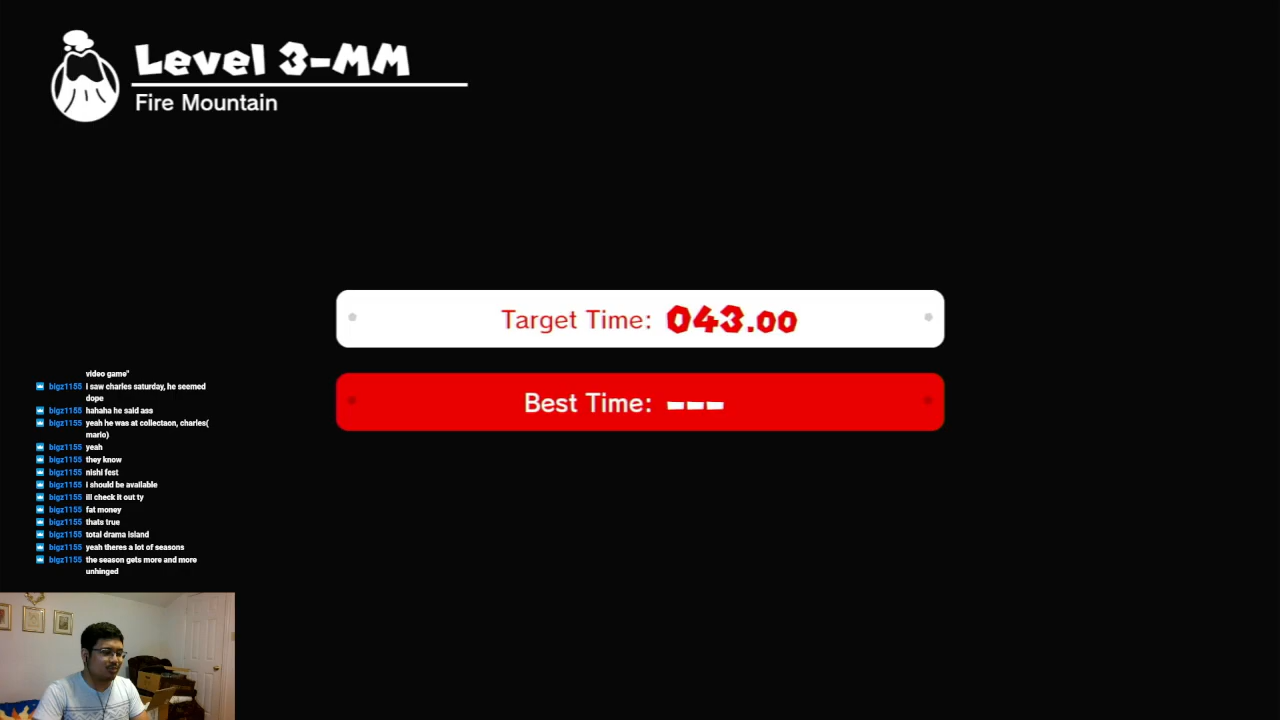 Level 3-MM
Fire Mountain
Target Time: 043.00
Best Time: ---
video game"
bigz1155 i saw charles saturday, he seemed
dope
bigz1155 hahaha he said ass
bigz1155 yeah he was at collectaon, charles(
mario)
bigz1155 yeah
bigz1155 they know
bigz1155 nishi fest
bigz1155 i should be available
bigz1155 ill check it out ty
bigz1155 fat money
bigz1155 thats true
bigz1155 total drama island
bigz1155 yeah theres a lot of seasons
bigz1155 the season gets more and more
unhinged